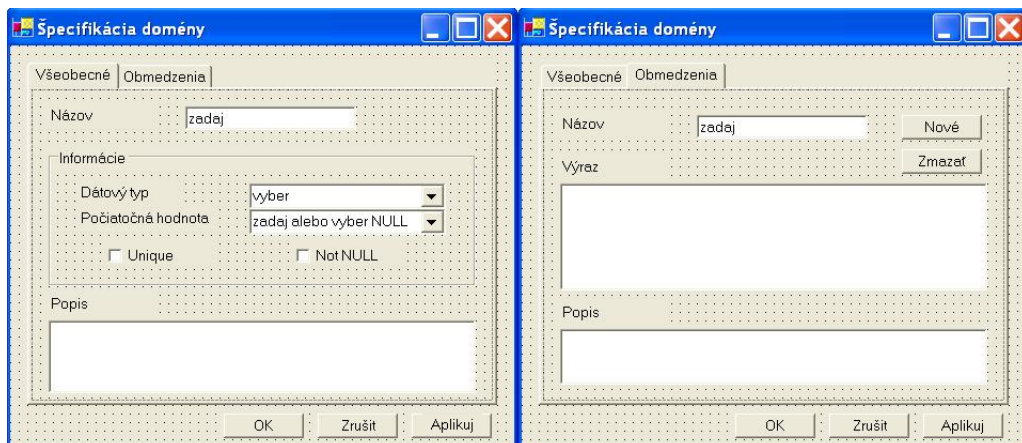 Špecifikácia domény
Všeobecné
Obmedzenia
Názov
zadaj
Informácie
Dátový typ
vyber
Počiatočná hodnota
zadaj alebo vyber NULL
Unique
Not NULL
Popis
OK
Zrušit
Aplikuj
Špecifikácia domény
Všeobecné
Obmedzenia
Názov
zadaj
Nové
Zmazať
Výraz
Popis
OK
Zrušit
Aplikuj